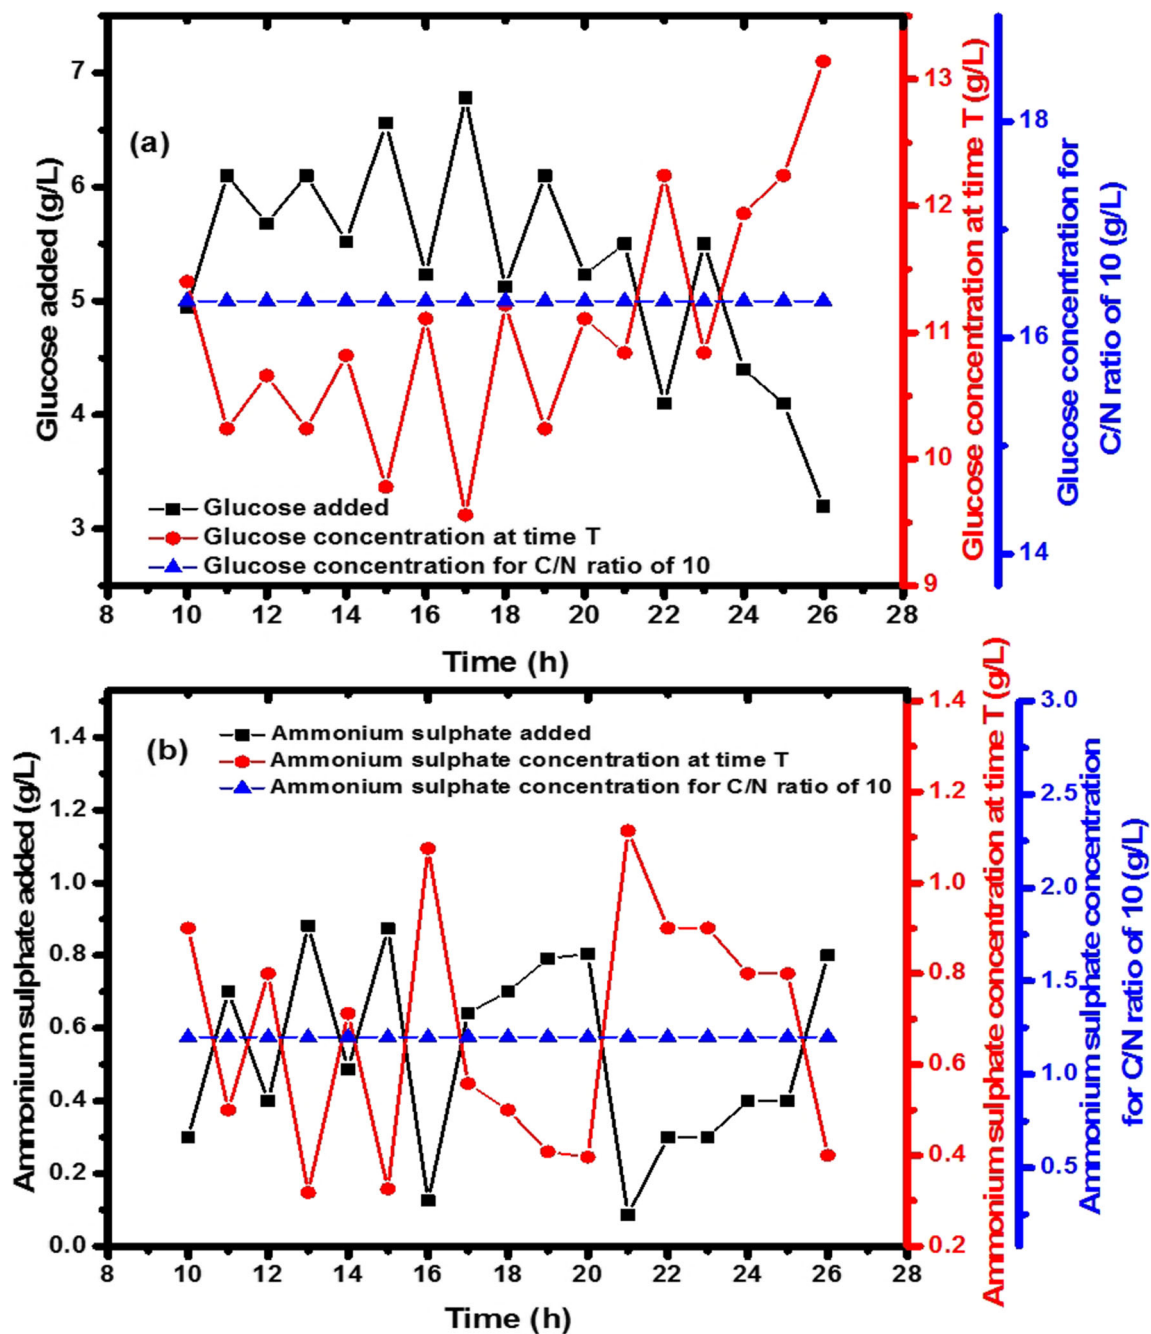 7
6
5
4
3
Glucose added (g/L)
(a)
Glucose added
Glucose concentration at time T
Glucose concentration for C/N ratio of 10
13
12
11
10
9
Glucose concentration at time T (g/L)
18
16
14
Glucose concentration for
C/N ratio of 10 (g/L)
8 10 12 14 16 18 20 22 24 26 28
Time (h)
1.4
1.2
1.0
0.8
0.6
0.4
0.2
0.0
Ammonium sulphate added (g/L)
(b)
Ammonium sulphate added
Ammonium sulphate concentration at time T
Ammonium sulphate concentration for C/N ratio of 10
1.4
1.2
1.0
0.8
0.6
0.4
0.2
Ammonium sulphate concentration at time T (g/L)
3.0
2.5
2.0
1.5
1.0
0.5
Ammonium sulphate concentration
for C/N ratio of 10 (g/L)
8 10 12 14 16 18 20 22 24 26 28
Time (h)